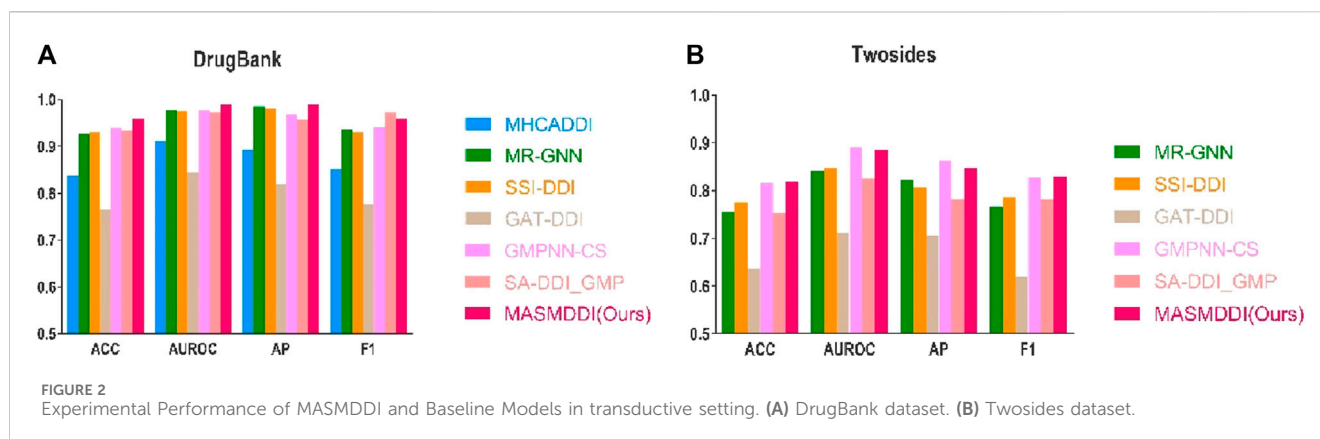 A
DrugBank
1.0
0.9
0.8
0.7
0.6
0.5
ACC AUROC AP F1
MHCADDI
MR-GNN
SSI-DDI
GAT-DDI
GMPNN-CS
SA-DDI_GMP
MASMDDI(Ours)
B
Twosides
1.0
0.9
0.8
0.7
0.6
0.5
ACC AUROC AP F1
MR-GNN
SSI-DDI
GAT-DDI
GMPNN-CS
SA-DDI_GMP
MASMDDI(Ours)
FIGURE 2
Experimental Performance of MASMDDI and Baseline Models in transductive setting. (A) DrugBank dataset. (B) Twosides dataset.